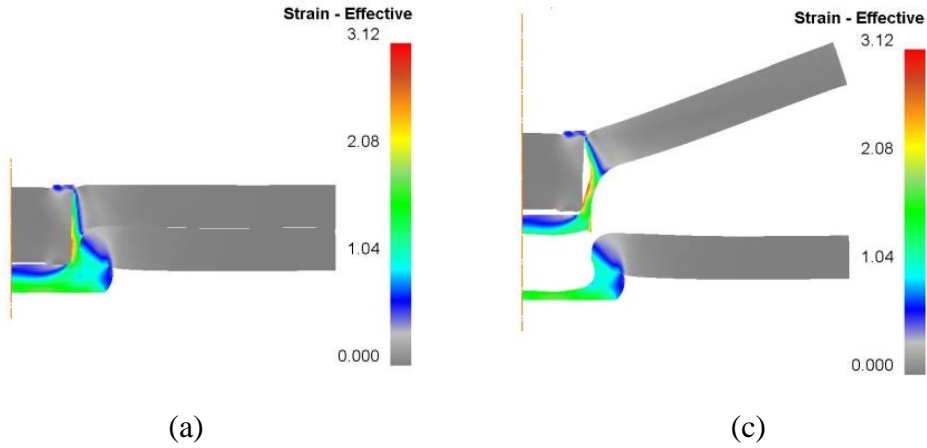 Strain - Effective
3.12
2.08
1.04
0.000
(a)
Strain - Effective
3.12
2.08
1.04
0.000
(c)